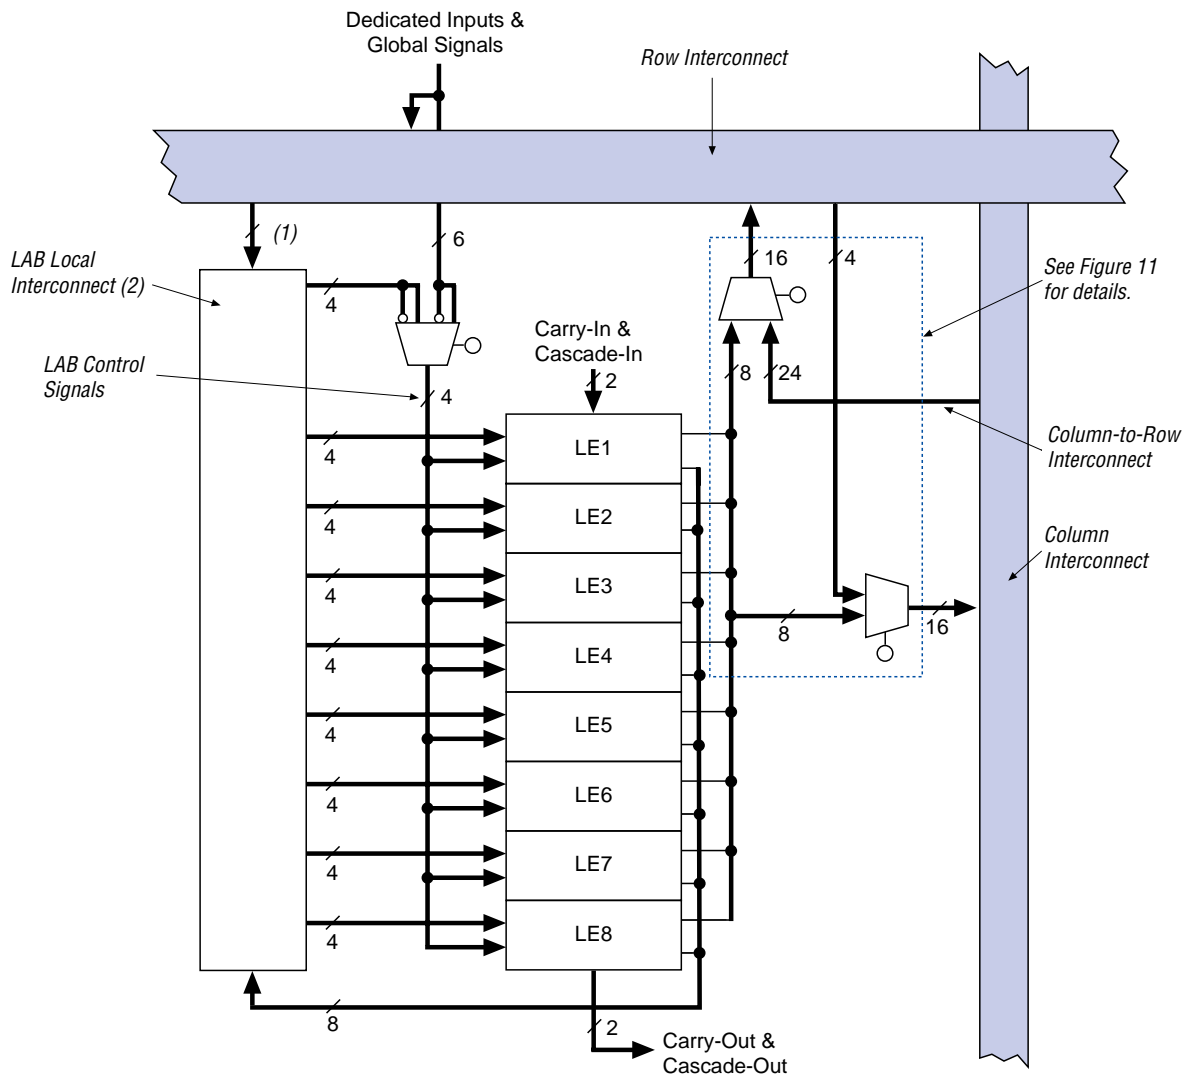 Dedicated Inputs &
Global Signals
Row Interconnect
(1)
6
16
4
LAB Local
Interconnect (2)
See Figure 11
for details.
4
Carry-In &
Cascade-In
LAB Control
Signals
2
8
24
4
Column-to-Row
Interconnect
4
LE1
4
LE2
Column
Interconnect
4
LE3
8
16
4
LE4
4
LE5
4
LE6
4
LE7
4
LE8
8
2
Carry-Out &
Cascade-Out